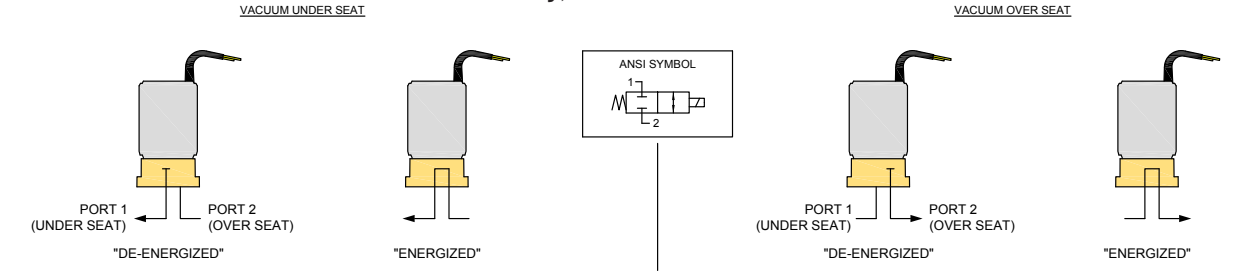 VACUUM UNDER SEAT
VACUUM OVER SEAT
ANSI SYMBOL
1
2
PORT 1
(UNDER SEAT)
PORT 2
(OVER SEAT)
"DE-ENERGIZED"
"ENERGIZED"
PORT 1
(UNDER SEAT)
PORT 2
(OVER SEAT)
"DE-ENERGIZED"
"ENERGIZED"